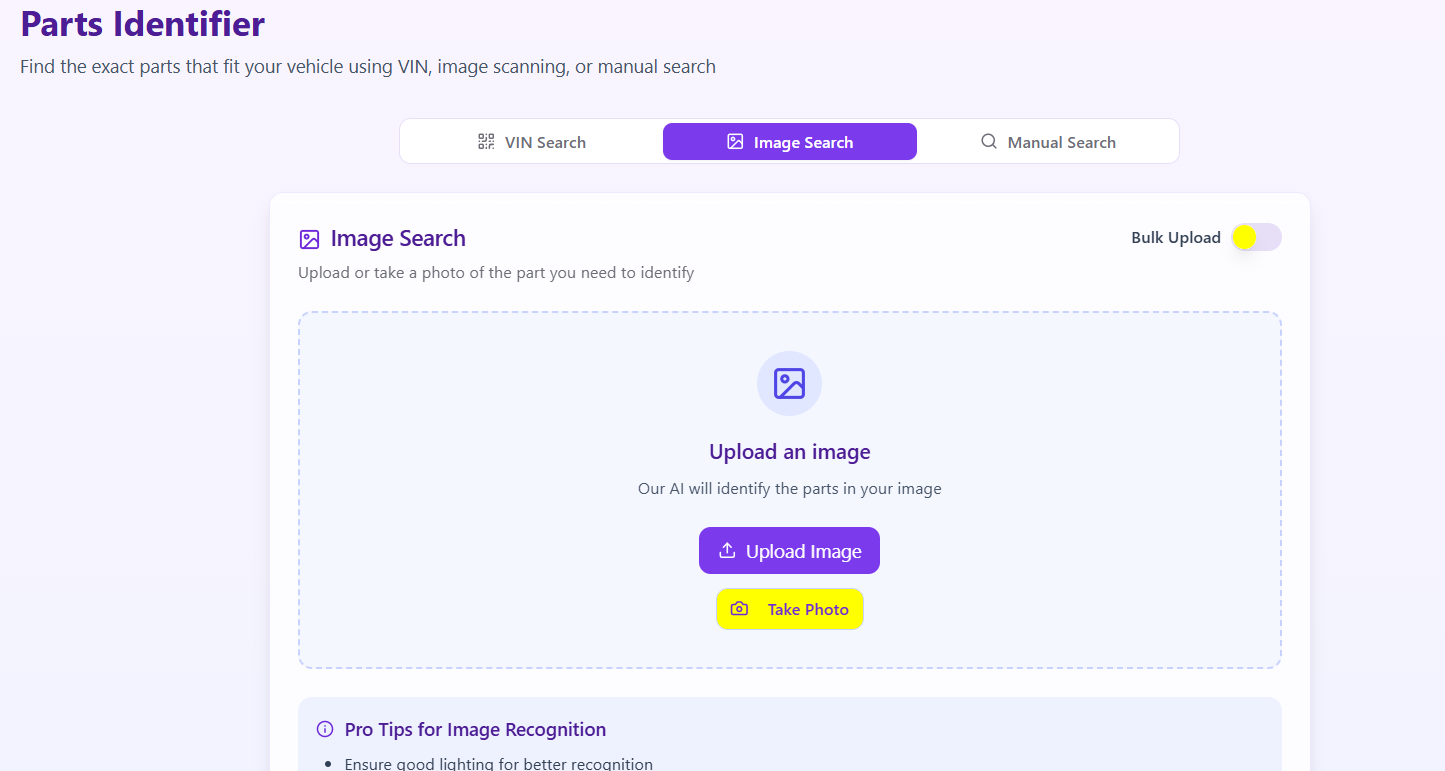 Parts Identifier
Find the exact parts that fit your vehicle using VIN, image scanning, or manual search
VIN Search
Image Search
Manual Search
Image Search
Bulk Upload
Upload or take a photo of the part you need to identify
Upload an image
Our AI will identify the parts in your image
Upload Image
Take Photo
Pro Tips for Image Recognition
• Ensure good lighting for better recognition